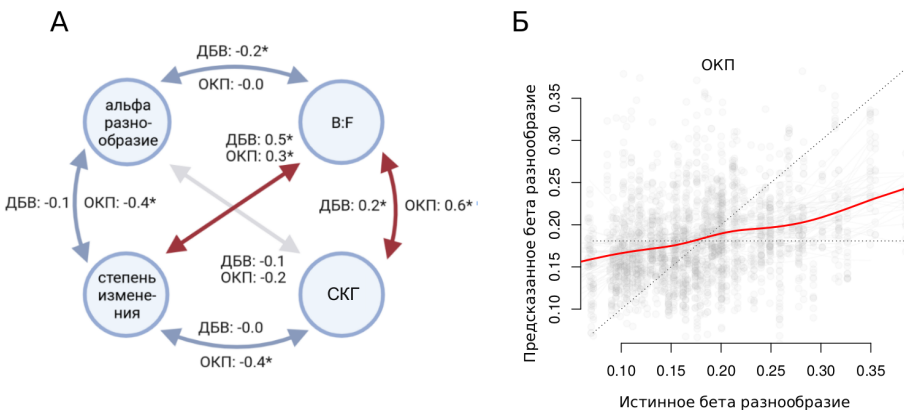 А
ДБВ: -0.2*
ОКП: -0.0
альфа
разно-
образие
B:F
ДБВ: 0.5*
ОКП: 0.3*
ДБВ: -0.1
ОКП: -0.4*
ДБВ: 0.2*
ОКП: 0.6*
степень
измене-
ния
ДБВ: -0.1
ОКП: -0.2
СКГ
ДБВ: -0.0
ОКП: -0.4*
Б
ОКП
Предсказанное бета разнообразие
0.35
0.30
0.25
0.20
0.15
0.10
0.10 0.15 0.20 0.25 0.30 0.35
Истинное бета разнообразие